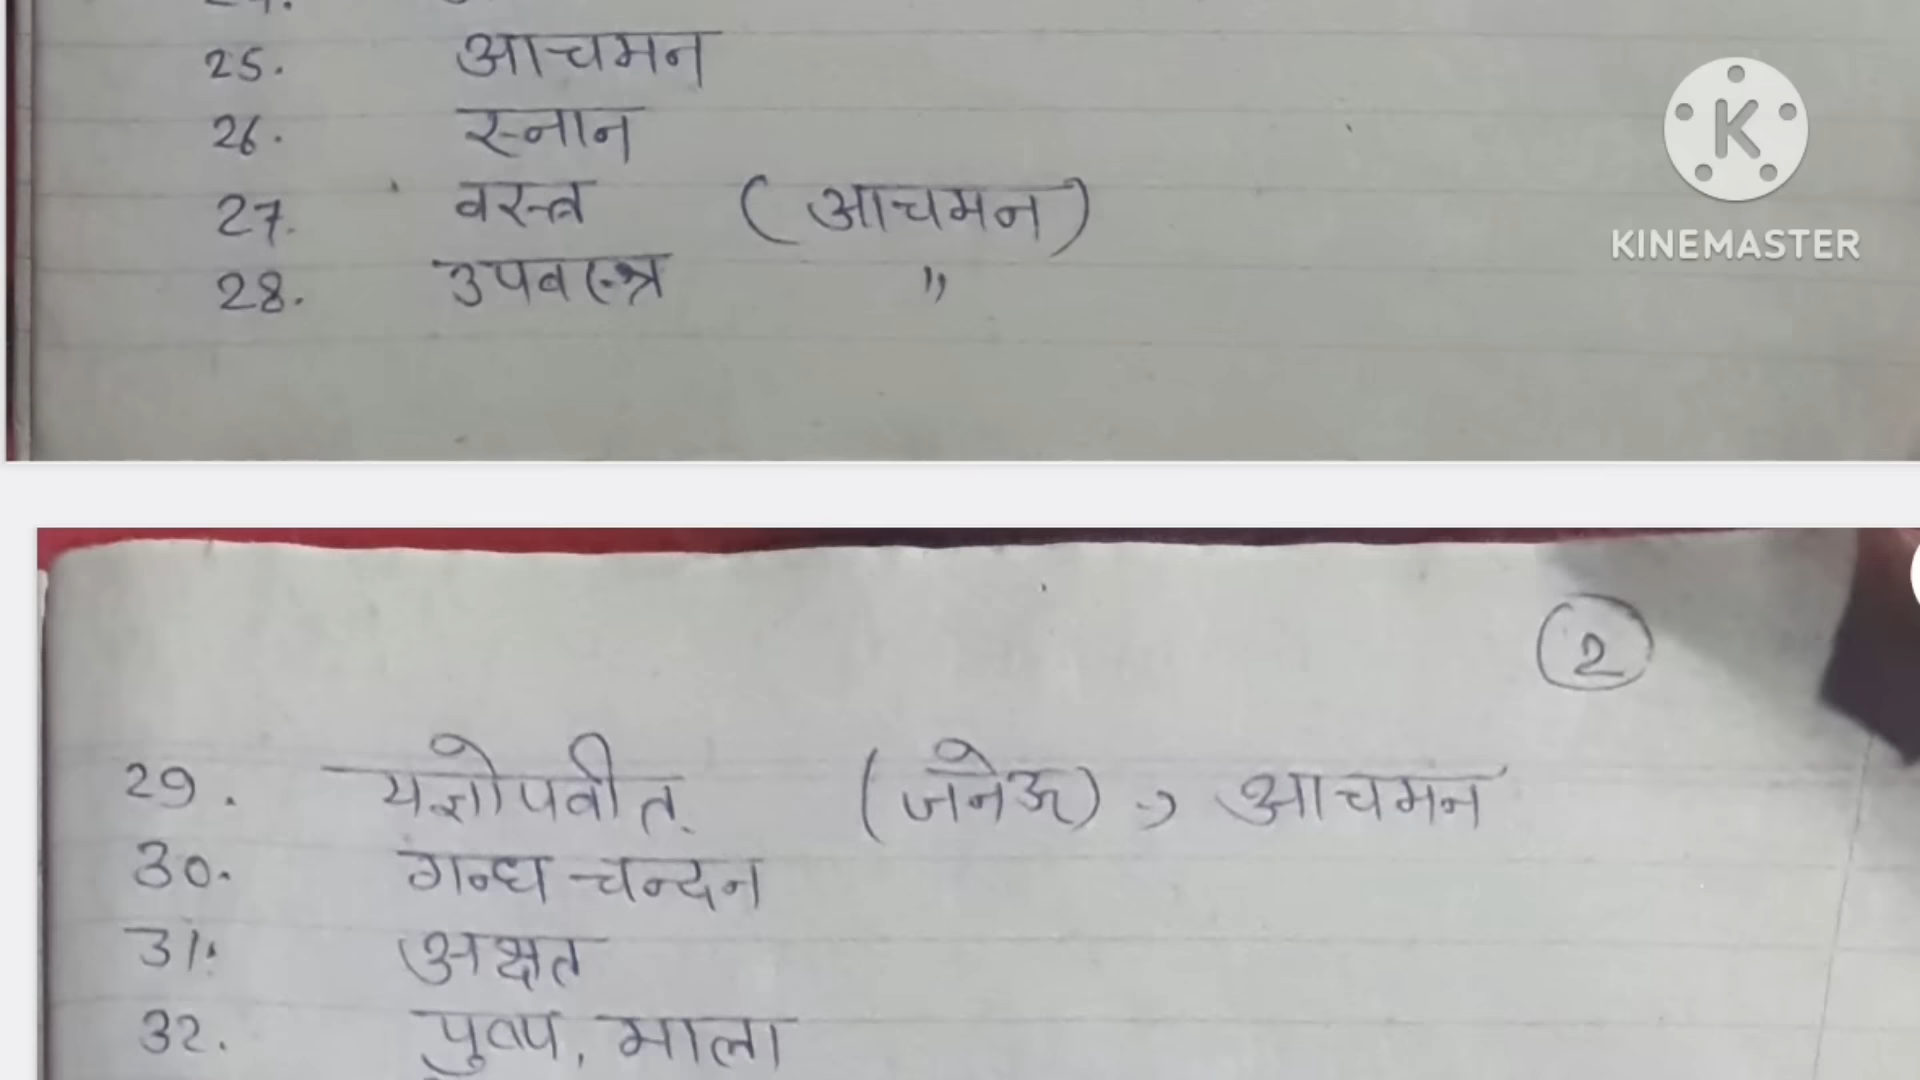 25. आचमन
26. स्नान
27. वस्त्र (आचमन)
28. उपवस्त्र "
KINEMASTER
2
29. यज्ञोपवीत. (जनेऊ), आचमन
30. गन्ध चन्दन
31. अक्षत
32. पुष्प, माला